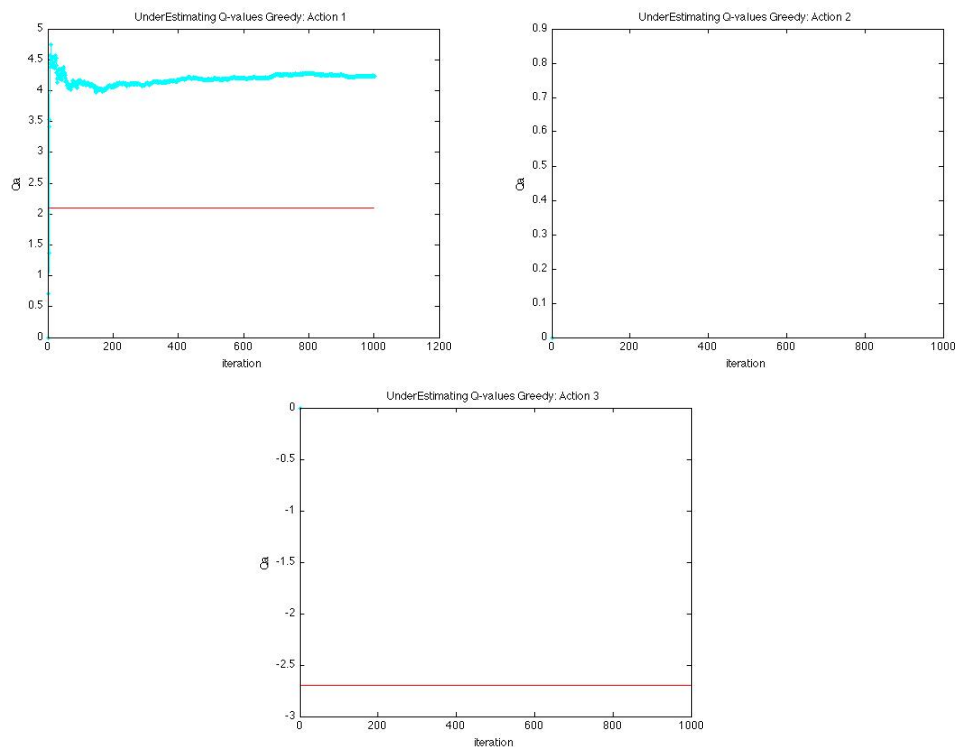 UnderEstimating Q-values Greedy: Action 1
5
4.5
4
3.5
3
2.5
2
1.5
1
0.5
0
Qa
0 200 400 600 800 1000 1200
iteration
UnderEstimating Q-values Greedy: Action 2
0.9
0.8
0.7
0.6
0.5
0.4
0.3
0.2
0.1
0
Qa
0 200 400 600 800 1000
iteration
UnderEstimating Q-values Greedy: Action 3
0
-0.5
-1
-1.5
-2
-2.5
-3
Qa
0 200 400 600 800 1000
iteration